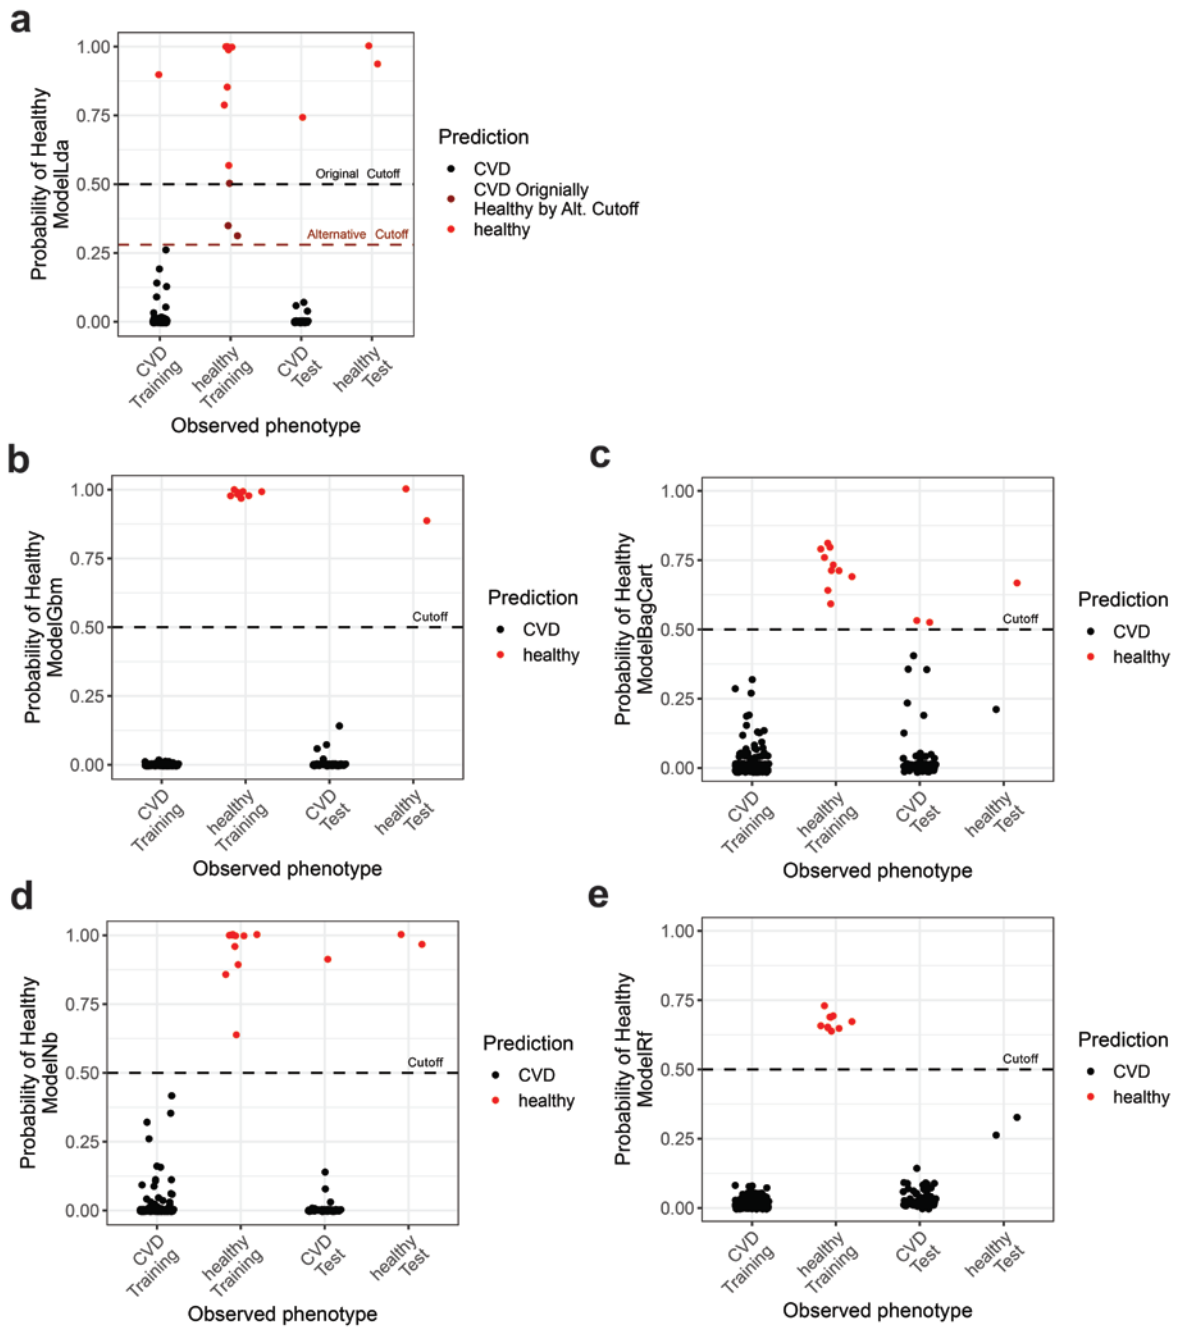 a
1.00
0.75
0.50
0.25
0.00
Probability of Healthy
ModelLda
Original Cutoff
Alternative Cutoff
CVD
Training
healthy
Training
CVD
Test
healthy
Test
Observed phenotype
Prediction
CVD
CVD Orignially
Healthy by Alt. Cutoff
healthy
b
1.00
0.75
0.50
0.25
0.00
Probability of Healthy
ModelGbm
Cutoff
CVD
Training
healthy
Training
CVD
Test
healthy
Test
Observed phenotype
Prediction
CVD
healthy
c
1.00
0.75
0.50
0.25
0.00
Probability of Healthy
ModelBagCart
Cutoff
CVD
Training
healthy
Training
CVD
Test
healthy
Test
Observed phenotype
Prediction
CVD
healthy
d
1.00
0.75
0.50
0.25
0.00
Probability of Healthy
ModelNb
Cutoff
CVD
Training
healthy
Training
CVD
Test
healthy
Test
Observed phenotype
Prediction
CVD
healthy
e
1.00
0.75
0.50
0.25
0.00
Probability of Healthy
ModelRf
Cutoff
CVD
Training
healthy
Training
CVD
Test
healthy
Test
Observed phenotype
Prediction
CVD
healthy